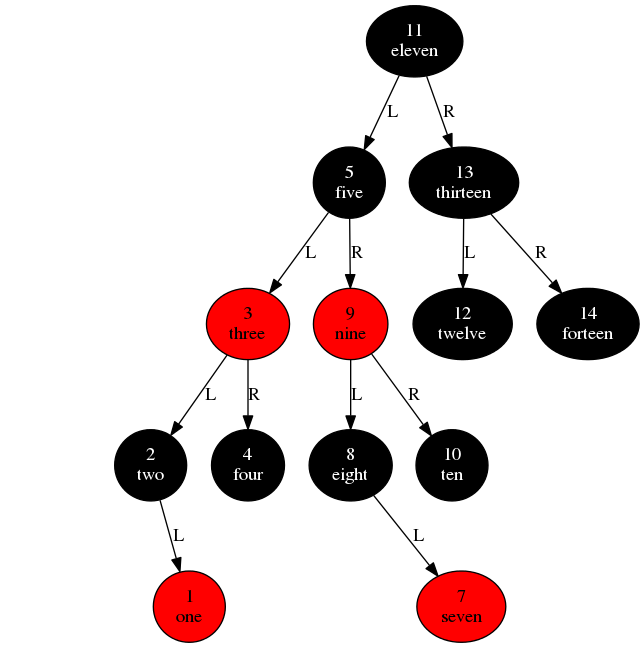 11
eleven
L
R
5
five
13
thirteen
L
R
L
R
3
three
9
nine
12
twelve
14
forteen
L
R
L
R
2
two
4
four
8
eight
10
ten
L
L
1
one
7
seven